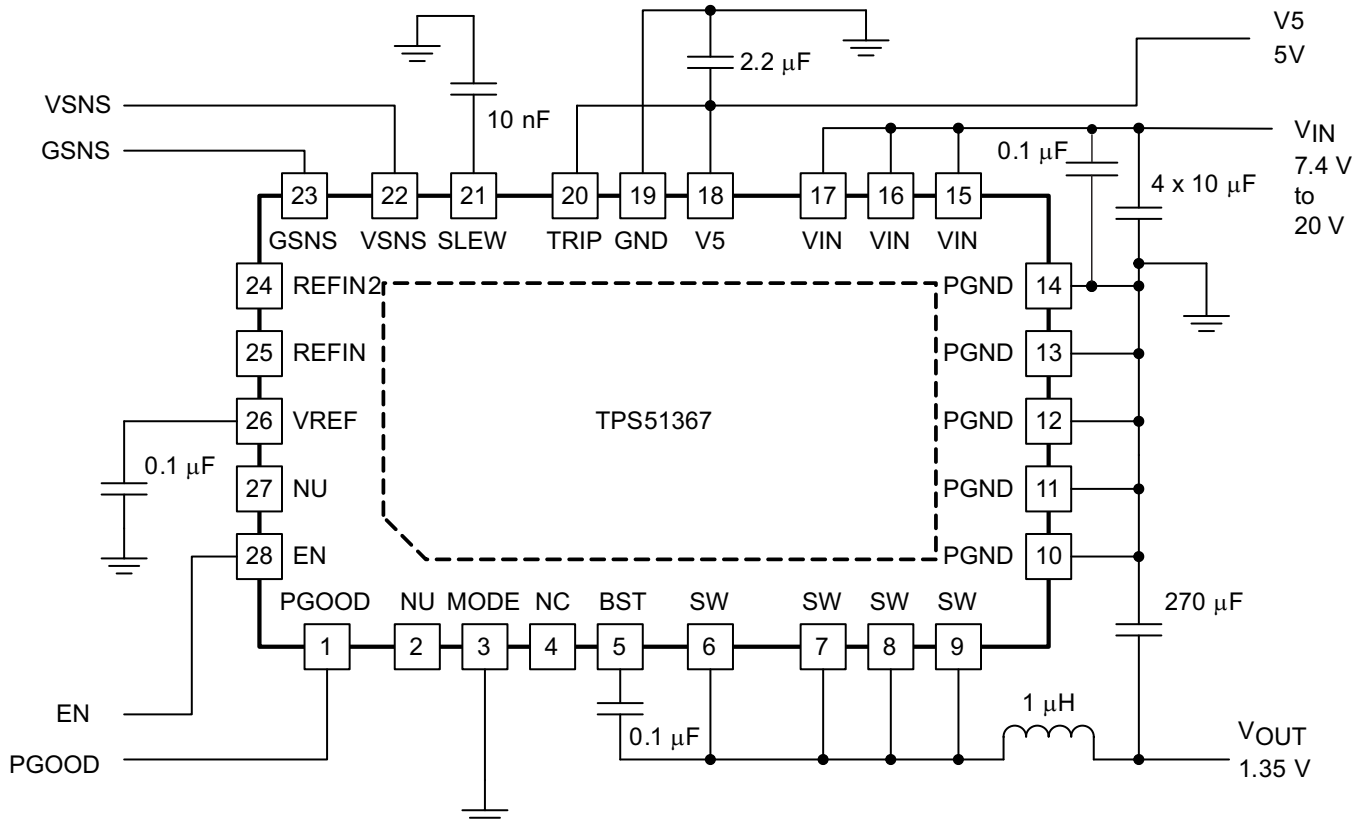 V5
5V
2.2 μF
10 nF
VSNS
GSNS
VIN
7.4 V
to
20 V
0.1 μF
4 x 10 μF
23 22 21 20 19 18 17 16 15
GSNS VSNS SLEW TRIP GND V5 VIN VIN VIN
24 REFIN2
PGND 14
25 REFIN
PGND 13
26 VREF
TPS51367
PGND 12
0.1 μF
27 NU
PGND 11
28 EN
PGND 10
PGOOD NU MODE NC BST SW SW SW SW
1 2 3 4 5 6 7 8 9
270 μF
EN
PGOOD
0.1 μF
1 μH
VOUT
1.35 V